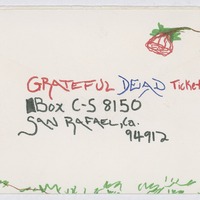 GRATEFUL DEAD Ticket
Box C-S 8150
SAN RAFAEL, Ca.
94912